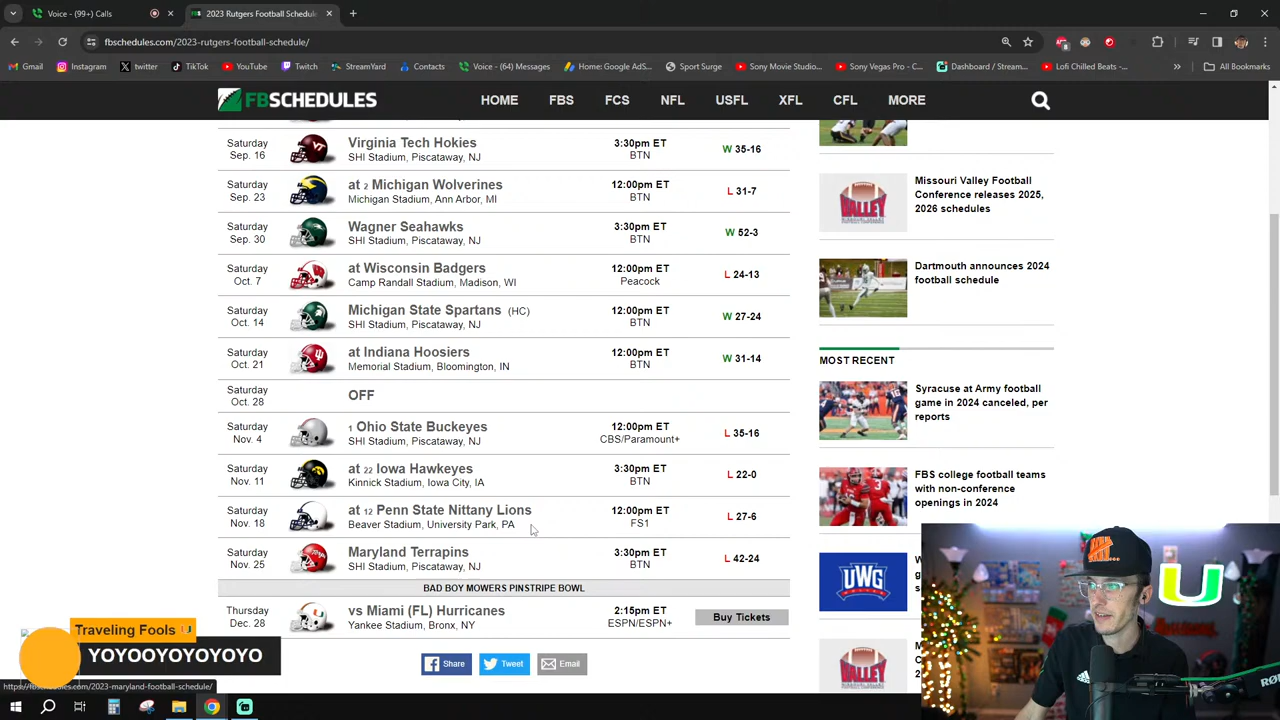 Voice - (99+) Calls
2023 Rutgers Football Schedule
fbschedules.com/2023-rutgers-football-schedule/
Gmail
Instagram
twitter
TikTok
YouTube
Twitch
StreamYard
Contacts
Voice - (64) Messages
Home: Google AdS...
Sport Surge
Sony Movie Studio...
Sony Vegas Pro - C...
Dashboard / Stream...
Lofi Chilled Beats -...
All Bookmarks
FBSCHEDULES
HOME
FBS
FCS
NFL
USFL
XFL
CFL
MORE
Saturday
Sep. 16
Virginia Tech Hokies
SHI Stadium, Piscataway, NJ
3:30pm ET
BTN
W 35-16
Saturday
Sep. 23
at 2 Michigan Wolverines
Michigan Stadium, Ann Arbor, MI
12:00pm ET
BTN
L 31-7
Saturday
Sep. 30
Wagner Seahawks
SHI Stadium, Piscataway, NJ
3:30pm ET
BTN
W 52-3
Saturday
Oct. 7
at Wisconsin Badgers
Camp Randall Stadium, Madison, WI
12:00pm ET
Peacock
L 24-13
Saturday
Oct. 14
Michigan State Spartans (HC)
SHI Stadium, Piscataway, NJ
12:00pm ET
BTN
W 27-24
Saturday
Oct. 21
at Indiana Hoosiers
Memorial Stadium, Bloomington, IN
12:00pm ET
BTN
W 31-14
Saturday
Oct. 28
OFF
Saturday
Nov. 4
1 Ohio State Buckeyes
SHI Stadium, Piscataway, NJ
12:00pm ET
CBS/Paramount+
L 35-16
Saturday
Nov. 11
at 22 Iowa Hawkeyes
Kinnick Stadium, Iowa City, IA
3:30pm ET
BTN
L 22-0
Saturday
Nov. 18
at 12 Penn State Nittany Lions
Beaver Stadium, University Park, PA
12:00pm ET
FS1
L 27-6
Saturday
Nov. 25
Maryland Terrapins
SHI Stadium, Piscataway, NJ
3:30pm ET
BTN
L 42-24
BAD BOY MOWERS PINSTRIPE BOWL
Thursday
Dec. 28
vs Miami (FL) Hurricanes
Yankee Stadium, Bronx, NY
2:15pm ET
ESPN/ESPN+
Buy Tickets
Share
Tweet
Email
Missouri Valley Football
Conference releases 2025,
2026 schedules
Dartmouth announces 2024
football schedule
MOST RECENT
Syracuse at Army football
game in 2024 canceled, per
reports
FBS college football teams
with non-conference
openings in 2024
VALLEY
UWG
VALLEY
Traveling Fools
YOYOOYOYOYOYO
https://fbschedules.com/2023-maryland-football-schedule/